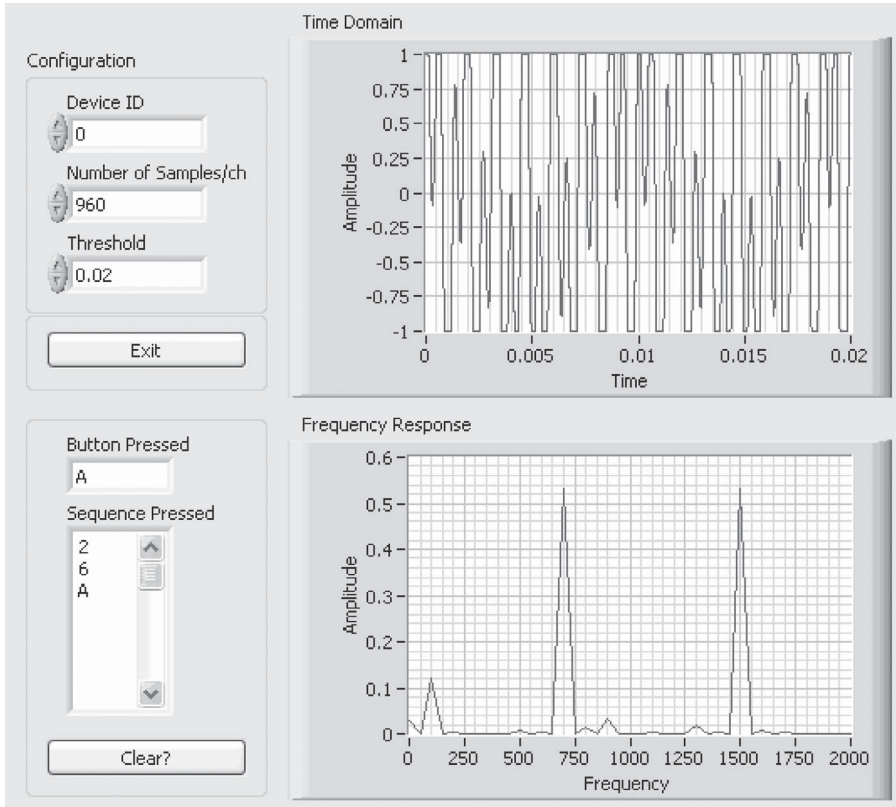 Configuration
Device ID
0
Number of Samples/ch
960
Threshold
0.02
Exit
Time Domain
Amplitude
1
0.75
0.5
0.25
0
-0.25
-0.5
-0.75
-1
0 0.005 0.01 0.015 0.02
Time
Button Pressed
A
Sequence Pressed
2
6
A
Clear?
Frequency Response
Amplitude
0.6
0.5
0.4
0.3
0.2
0.1
0
0 250 500 750 1000 1250 1500 1750 2000
Frequency